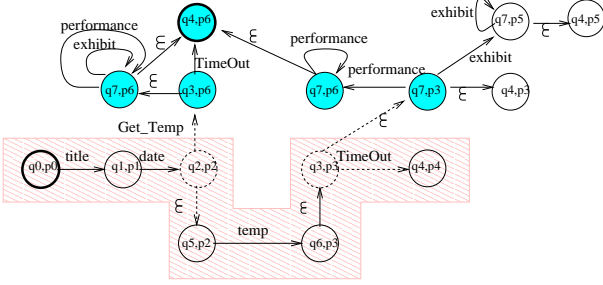 exhibit
q7,p5
ε
q4,p5
q4,p6
performance
exhibit
ε
performance
ε
exhibit
TimeOut
performance
q7,p6
ε
q3,p6
q7,p6
q7,p3
ε
q4,p3
Get_Temp
ε
title
date
TimeOut
q0,p0
q1,p1
q2,p2
q3,p3
q4,p4
ε
ε
temp
q5,p2
q6,p3